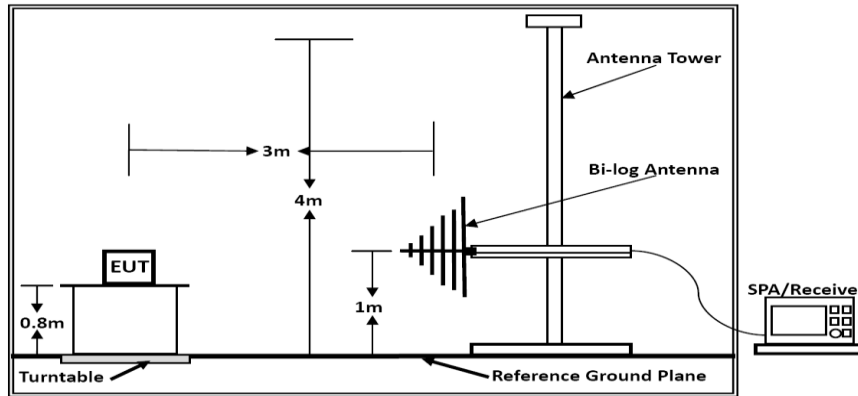 Antenna Tower
3m
Bi-log Antenna
4m
EUT
SPA/Receive
0.8m
1m
Turntable
Reference Ground Plane